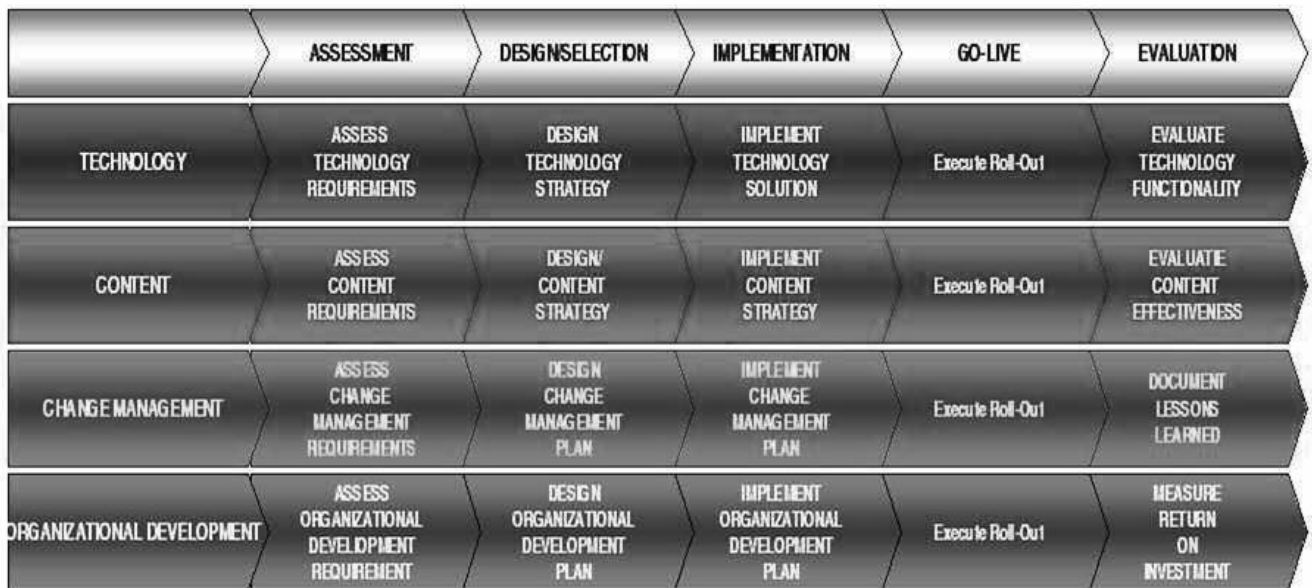 ASSESSMENT
DESIGN/SELECTION
IMPLEMENTATION
GO-LIVE
EVALUATION
TECHNOLOGY
ASSESS
TECHNOLOGY
REQUIREMENTS
DESIGN
TECHNOLOGY
STRATEGY
IMPLEMENT
TECHNOLOGY
SOLUTION
Execute Roll-Out
EVALUATE
TECHNOLOGY
FUNCTIONALITY
CONTENT
ASSESS
CONTENT
REQUIREMENTS
DESIGN/
CONTENT
STRATEGY
IMPLEMENT
CONTENT
STRATEGY
Execute Roll-Out
EVALUATIE
CONTENT
EFFECTIVENESS
CHANGE MANAGEMENT
ASSESS
CHANGE
MANAGEMENT
REQUIREMENTS
DESIGN
CHANGE
MANAGEMENT
PLAN
IMPLEMENT
CHANGE
MANAGEMENT
PLAN
Execute Roll-Out
DOCUMENT
LESSONS
LEARNED
ORGANIZATIONAL DEVELOPMENT
ASSESS
ORGANIZATIONAL
DEVELIOPMENT
REQUIREMENT
DESIGN
ORGANIZATIONAL
DEVELOPMENT
PLAN
IMPLEMENT
ORGANIZATIONAL
DEVELOPMENT
PLAN
Execute Roll-Out
MEASURE
RETURN
ON
INVESTMENT